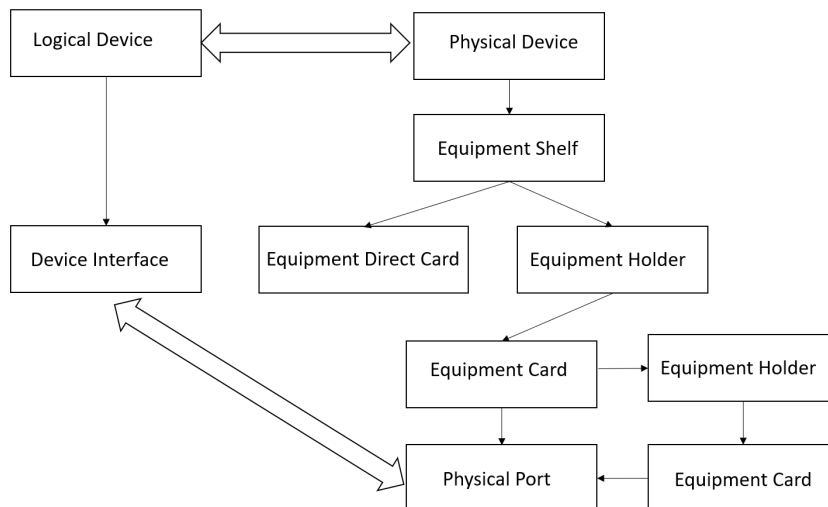 Logical Device
Physical Device
Equipment Shelf
Device Interface
Equipment Direct Card
Equipment Holder
Equipment Card
Equipment Holder
Physical Port
Equipment Card